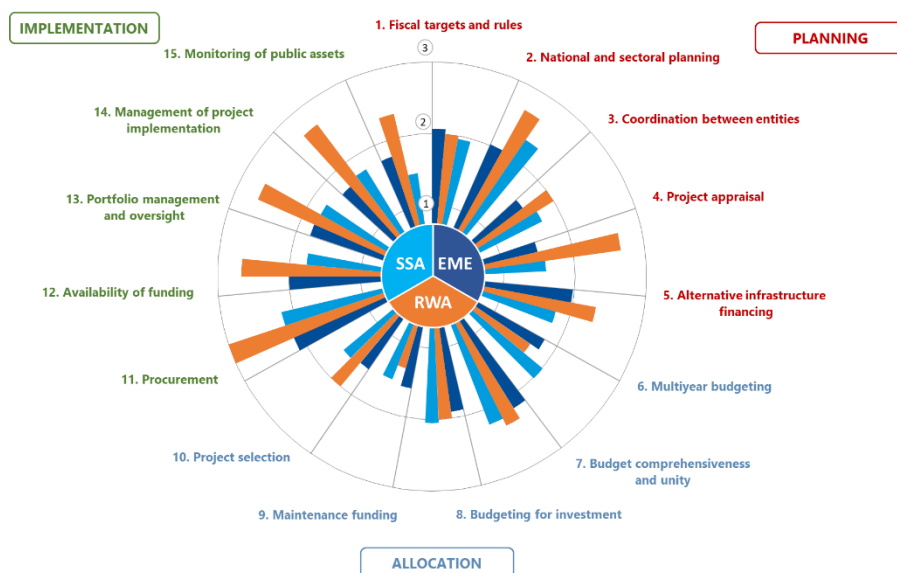 IMPLEMENTATION
1. Fiscal targets and rules
PLANNING
15. Monitoring of public assets
3
2. National and sectoral planning
14. Management of project
implementation
2
3. Coordination between entities
13. Portfolio management
and oversight
1
4. Project appraisal
SSA
EME
RWA
12. Availability of funding
5. Alternative infrastructure
financing
11. Procurement
6. Multiyear budgeting
10. Project selection
7. Budget comprehensiveness
and unity
9. Maintenance funding
8. Budgeting for investment
ALLOCATION